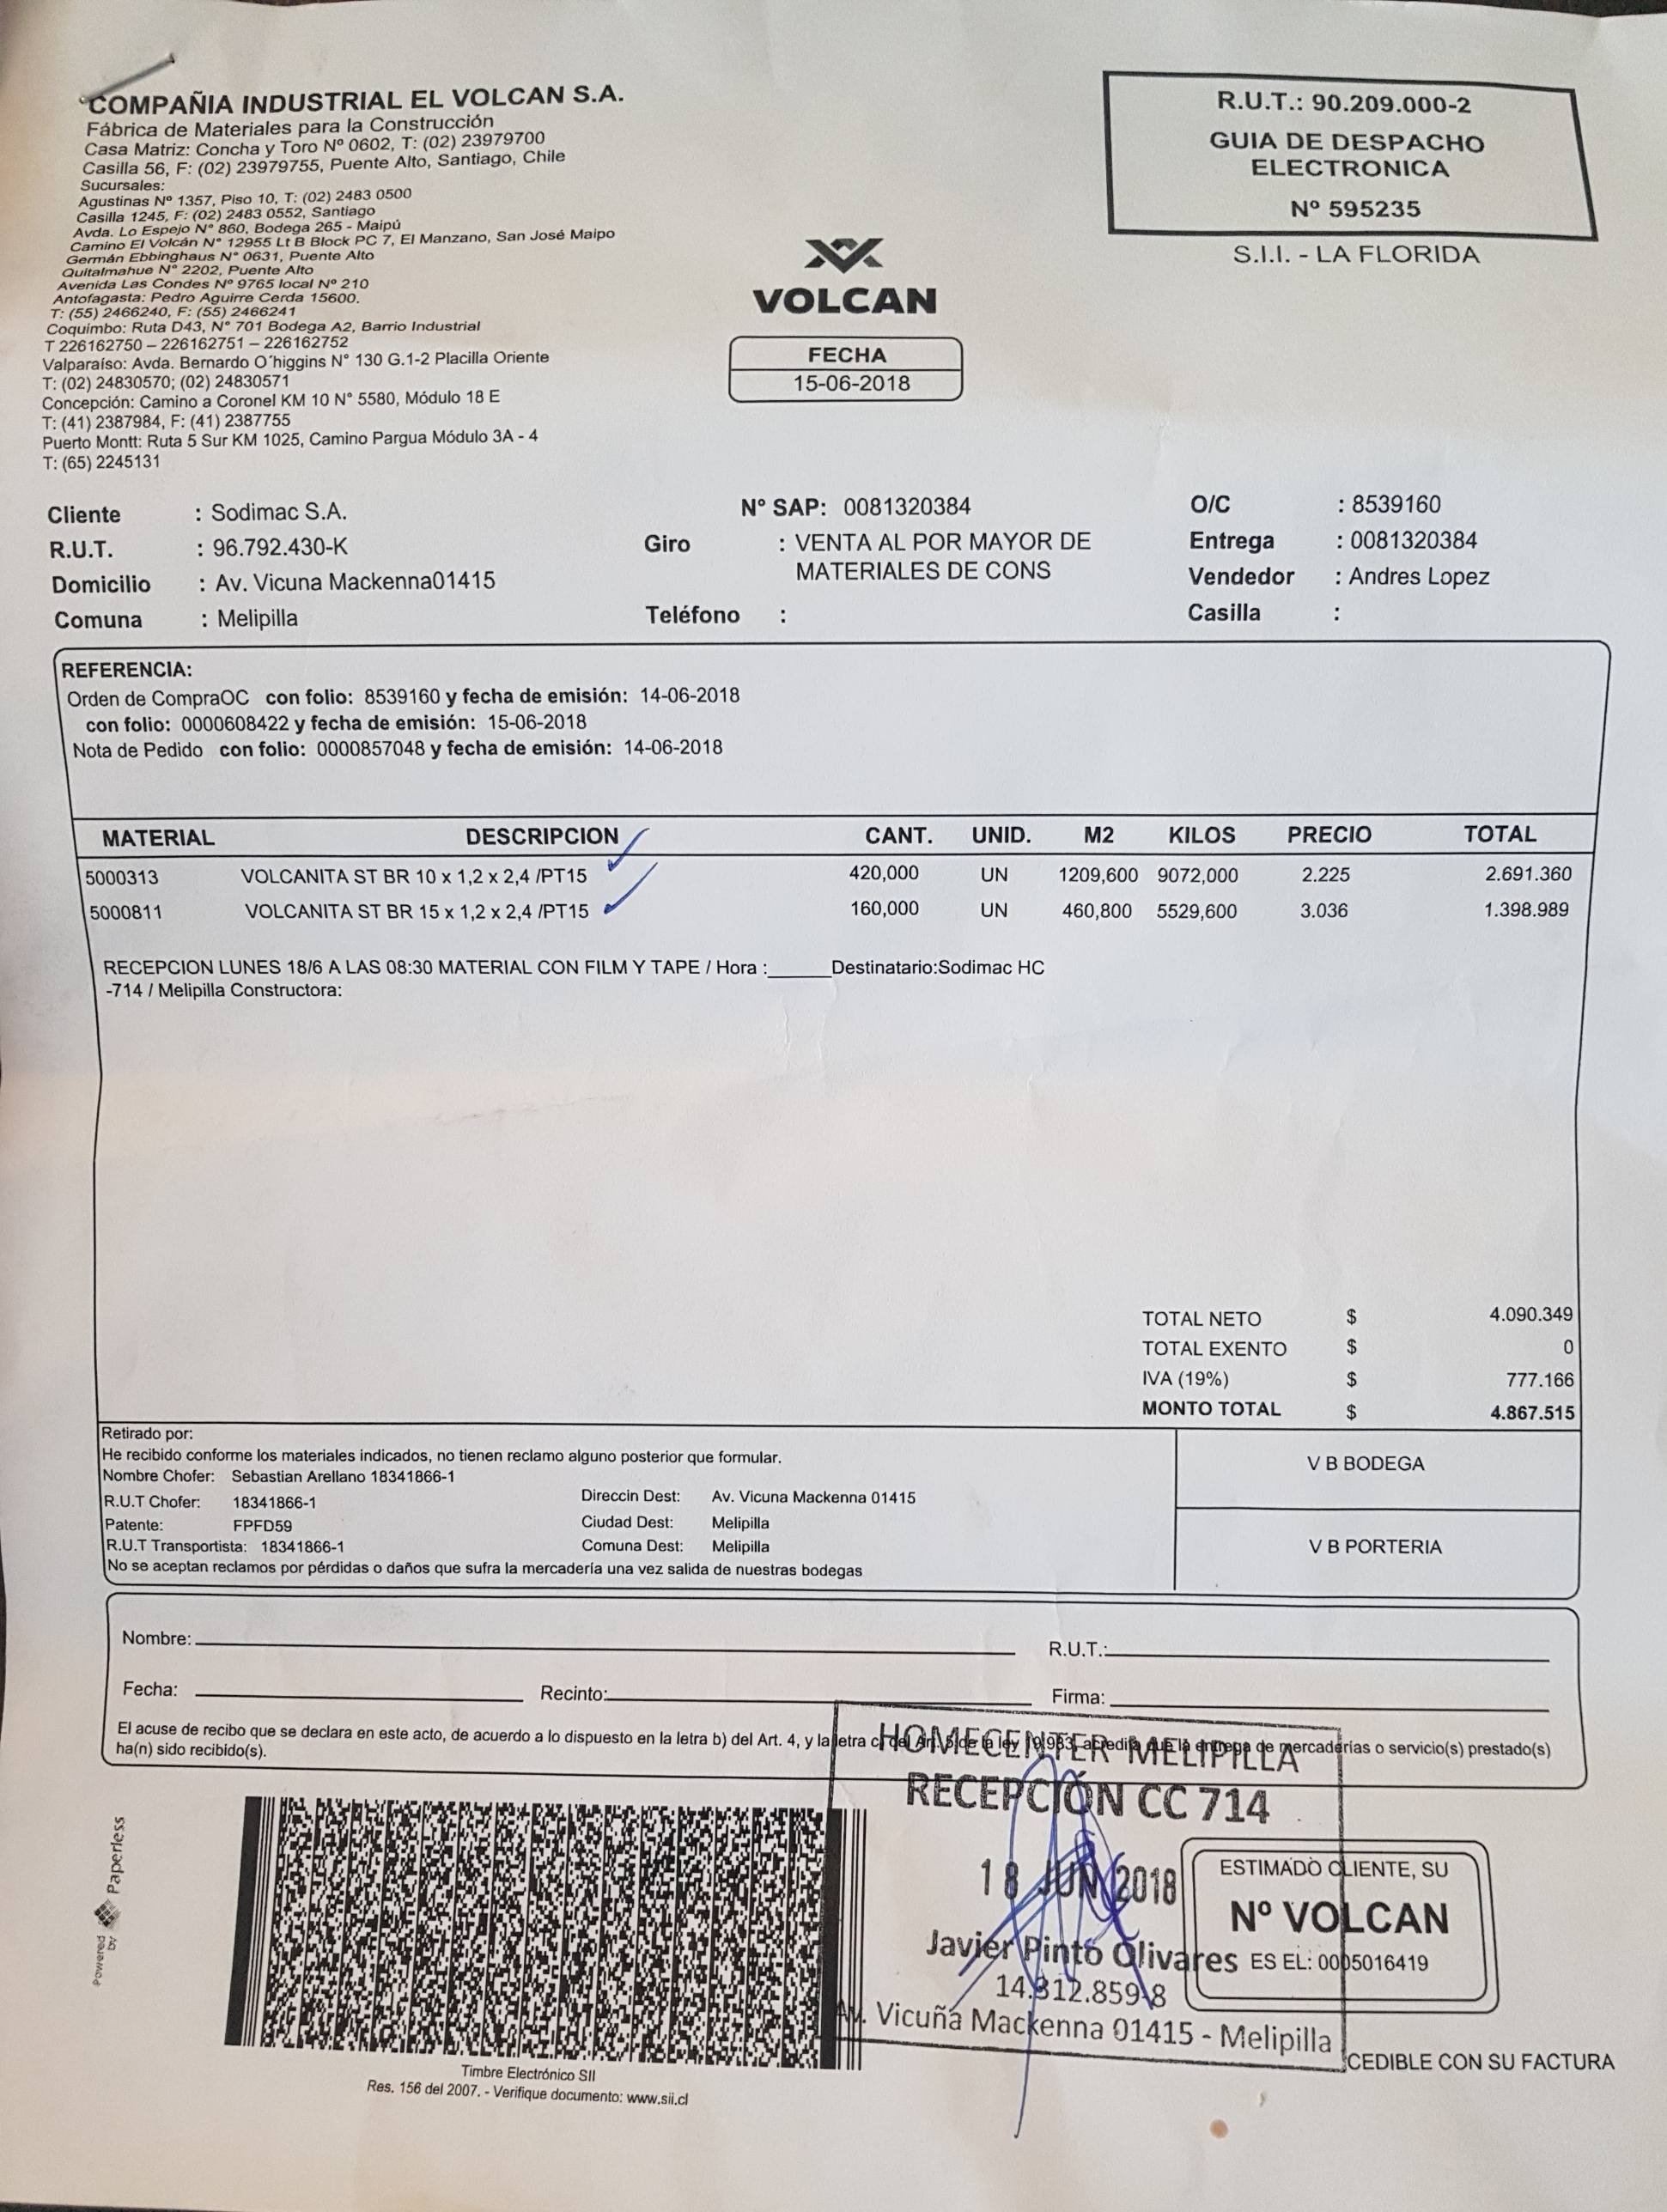 COMPAÑIA INDUSTRIAL EL VOLCAN S.A.
Fábrica de Materiales para la Construcción
Casa Matriz: Concha y Toro Nº 0602, T: (02) 23979700
Casilla 56, F: (02) 23979755, Puente Alto, Santiago, Chile
Sucursales:
Agustinas Nº 1357, Piso 10, T: (02) 2483 0500
Casilla 1245, F: (02) 2483 0552, Santiago
Avda. Lo Espejo N° 860, Bodega 265 - Maipú
Camino El Volcán N° 12955 Lt B Block PC 7, El Manzano, San José Maipo
Germán Ebbinghaus N° 0631, Puente Alto
Quitalmahue N° 2202, Puente Alto
Avenida Las Condes Nº 9765 local Nº 210
Antofagasta: Pedro Aguirre Cerda 15600.
T: (55) 2466240, F: (55) 2466241
Coquimbo: Ruta D43, N° 701 Bodega A2, Barrio Industrial
T 226162750 – 226162751 – 226162752
Valparaíso: Avda. Bernardo O´higgins N° 130 G.1-2 Placilla Oriente
T: (02) 24830570; (02) 24830571
Concepción: Camino a Coronel KM 10 N° 5580, Módulo 18 E
T: (41) 2387984, F: (41) 2387755
Puerto Montt: Ruta 5 Sur KM 1025, Camino Pargua Módulo 3A - 4
T: (65) 2245131
VOLCAN
FECHA
15-06-2018
R.U.T.: 90.209.000-2
GUIA DE DESPACHO
ELECTRONICA
Nº 595235
S.I.I. - LA FLORIDA
Cliente : Sodimac S.A. Nº SAP: 0081320384 O/C : 8539160
R.U.T. : 96.792.430-K Giro : VENTA AL POR MAYOR DE Entrega : 0081320384
MATERIALES DE CONS
Domicilio : Av. Vicuna Mackenna01415 Vendedor : Andres Lopez
Comuna : Melipilla Teléfono : Casilla :
REFERENCIA:
Orden de CompraOC con folio: 8539160 y fecha de emisión: 14-06-2018
con folio: 0000608422 y fecha de emisión: 15-06-2018
Nota de Pedido con folio: 0000857048 y fecha de emisión: 14-06-2018
MATERIAL DESCRIPCION CANT. UNID. M2 KILOS PRECIO TOTAL
5000313 VOLCANITA ST BR 10 x 1,2 x 2,4 /PT15 420,000 UN 1209,600 9072,000 2.225 2.691.360
5000811 VOLCANITA ST BR 15 x 1,2 x 2,4 /PT15 160,000 UN 460,800 5529,600 3.036 1.398.989
RECEPCION LUNES 18/6 A LAS 08:30 MATERIAL CON FILM Y TAPE / Hora :______Destinatario:Sodimac HC
-714 / Melipilla Constructora:
TOTAL NETO $ 4.090.349
TOTAL EXENTO $ 0
IVA (19%) $ 777.166
MONTO TOTAL $ 4.867.515
Retirado por:
He recibido conforme los materiales indicados, no tienen reclamo alguno posterior que formular.
Nombre Chofer: Sebastian Arellano 18341866-1
R.U.T Chofer: 18341866-1 Direccin Dest: Av. Vicuna Mackenna 01415
Patente: FPFD59 Ciudad Dest: Melipilla
R.U.T Transportista: 18341866-1 Comuna Dest: Melipilla
No se aceptan reclamos por pérdidas o daños que sufra la mercadería una vez salida de nuestras bodegas
V B BODEGA
V B PORTERIA
Nombre: R.U.T.:
Fecha: Recinto: Firma:
El acuse de recibo que se declara en este acto, de acuerdo a lo dispuesto en la letra b) del Art. 4, y la letra c) del Art. 5 de la ley 19.983, acredita que la entrega de mercaderías o servicio(s) prestado(s)
ha(n) sido recibido(s).
HOMECENTER MELIPILLA
RECEPCIÓN CC 714
18 JUN 2018
Javier Pinto Olivares
14.312.859-8
Av. Vicuña Mackenna 01415 - Melipilla
ESTIMADO CLIENTE, SU
Nº VOLCAN
ES EL: 0005016419
CEDIBLE CON SU FACTURA
Powered by Paperless
Timbre Electrónico SII
Res. 156 del 2007. - Verifique documento: www.sii.cl